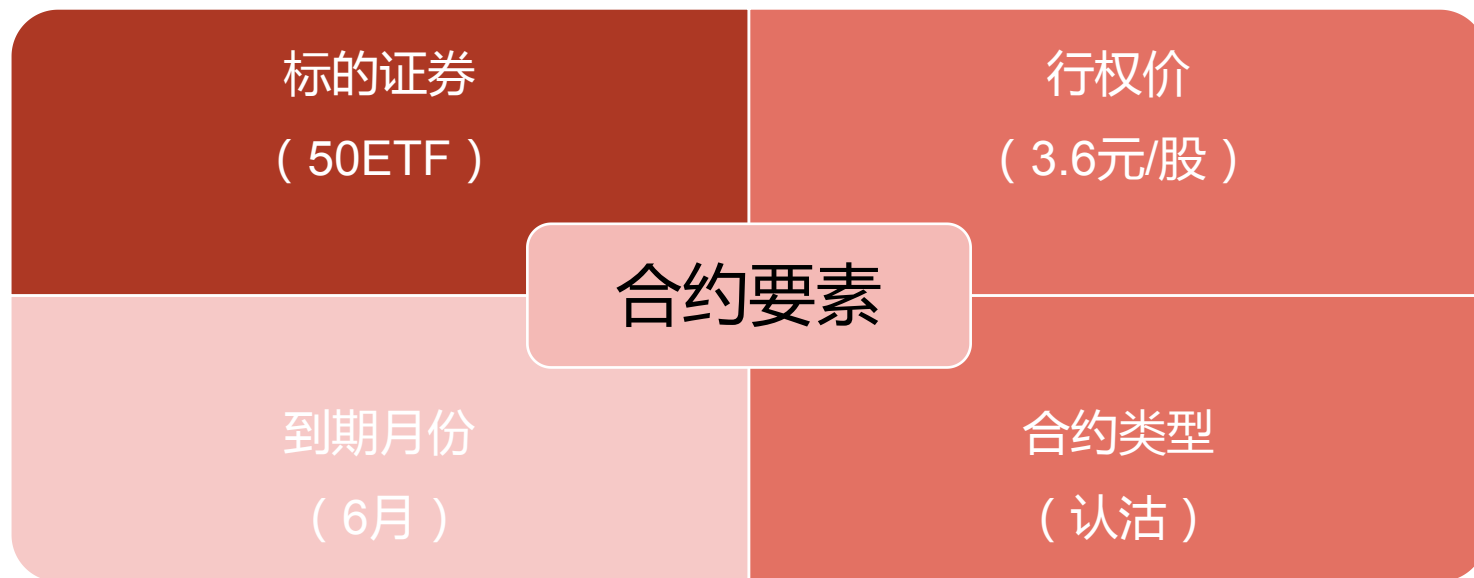 标的证券
（50ETF）
行权价
（3.6元/股）
合约要素
到期月份
（6月）
合约类型
（认沽）